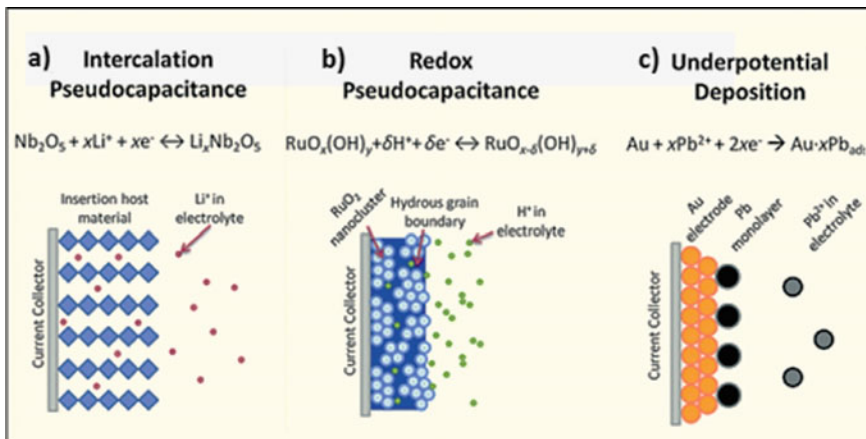 a) Intercalation
Pseudocapacitance
Nb₂O₅ + xLi⁺ + xe⁻ ↔ LiₓNb₂O₅
Insertion host
material
Li⁺ in
electrolyte
Current Collector
b) Redox
Pseudocapacitance
RuOₓ(OH)ᵧ+δH⁺+ δe⁻ ↔ RuOₓ₋δ(OH)ᵧ₊δ
RuO₂
nanocluster
Hydrous grain
boundary
H⁺ in
electrolyte
Current Collector
c) Underpotential
Deposition
Au + xPb²⁺ + 2xe⁻ → Au·xPb_ads
Au
electrode
Pb
monolayer
Pb²⁺ in
electrolyte
Current Collector